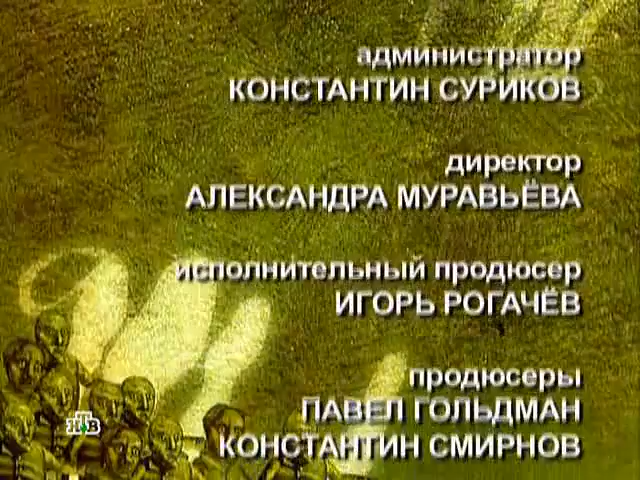 администратор
КОНСТАНТИН СУРИКОВ
директор
АЛЕКСАНДРА МУРАВЬЁВА
исполнительный продюсер
ИГОРЬ РОГАЧЁВ
продюсеры
ПАВЕЛ ГОЛЬДМАН
НТВ
КОНСТАНТИН СМИРНОВ